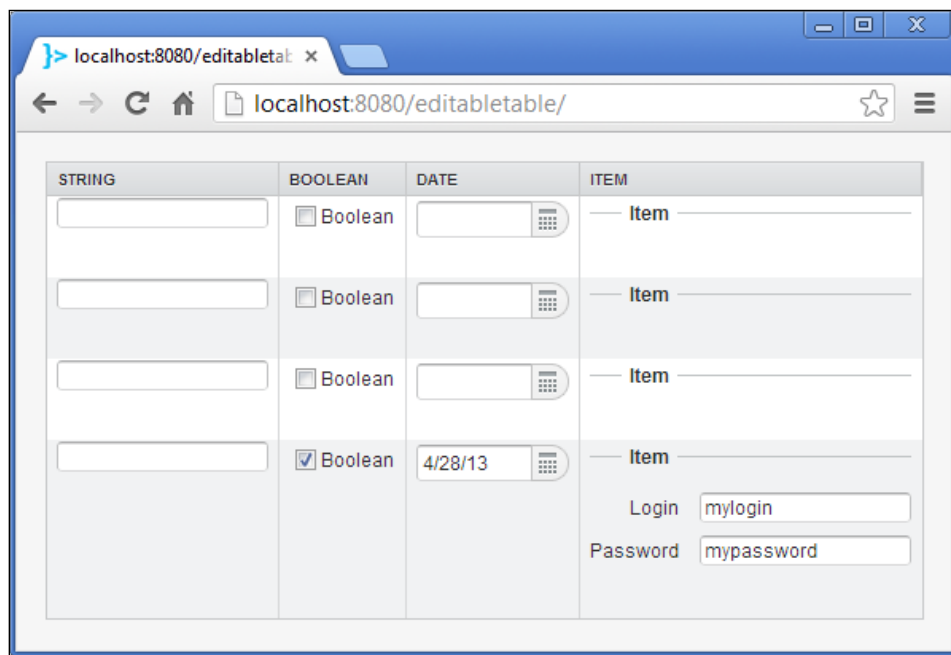 localhost:8080/editabletab
localhost:8080/editabletable/
STRING BOOLEAN DATE ITEM
Boolean Item
Boolean Item
Boolean Item
Boolean 4/28/13 Item
Login mylogin
Password mypassword